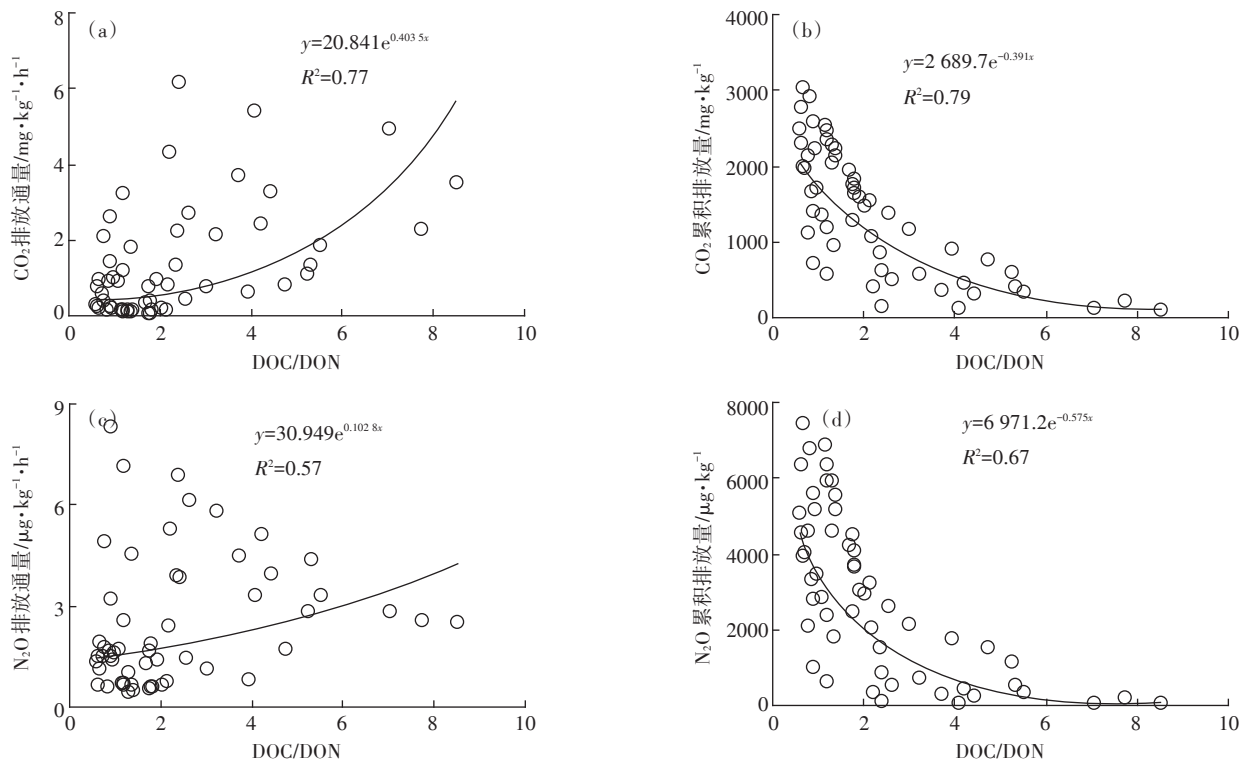 (a)
y=20.841e^0.403 5x
R²=0.77
CO₂排放通量/mg·kg⁻¹·h⁻¹
8
6
4
2
0
0 2 4 6 8 10
DOC/DON
(b)
y=2 689.7e^−0.391x
R²=0.79
CO₂累积排放量/mg·kg⁻¹
4000
3000
2000
1000
0
0 2 4 6 8 10
DOC/DON
(c)
y=30.949e^0.102 8x
R²=0.57
N₂O排放通量/μg·kg⁻¹·h⁻¹
9
6
3
0
0 2 4 6 8 10
DOC/DON
(d)
y=6 971.2e^−0.575x
R²=0.67
N₂O累积排放量/μg·kg⁻¹
8000
6000
4000
2000
0
0 2 4 6 8 10
DOC/DON